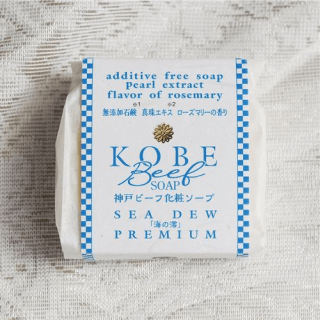 additive free soap
pearl extract
flavor of rosemary
※1 ※2
無添加石鹸 真珠エキス ローズマリーの香り
KOBE
Beef
SOAP
神戸ビーフ化粧ソープ
SEA DEW
「海の雫」
PREMIUM